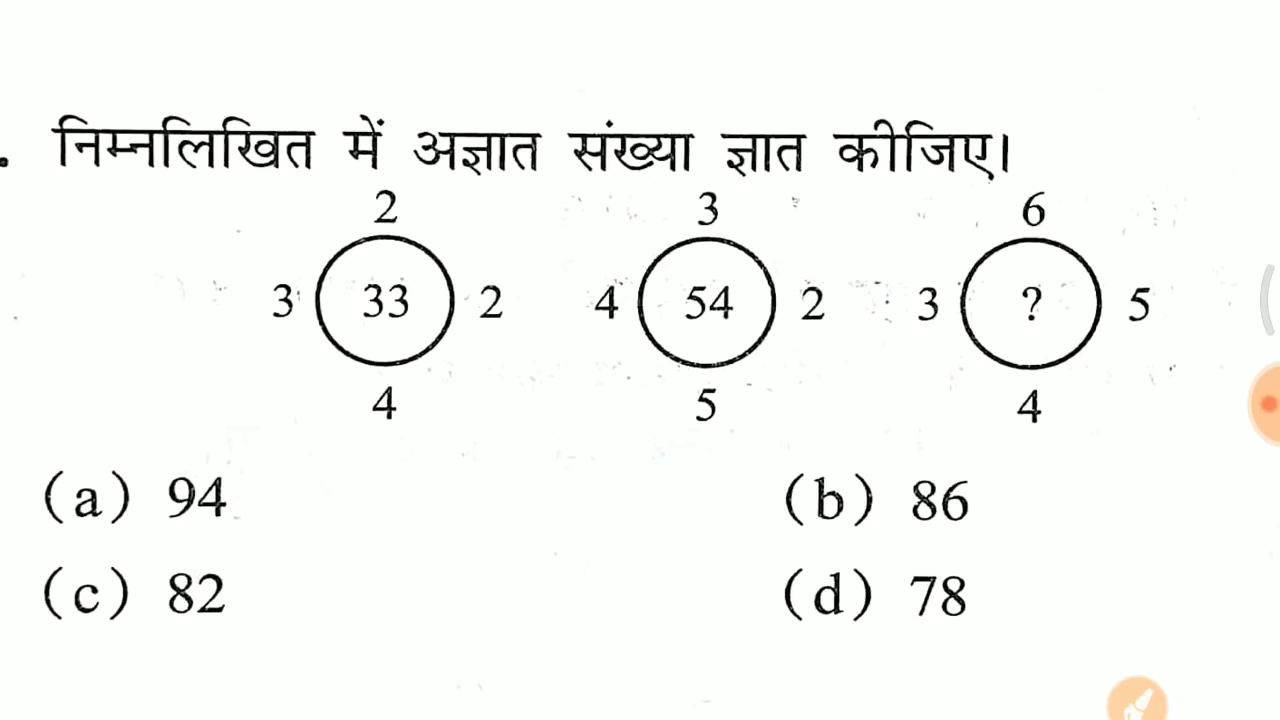 . निम्नलिखित में अज्ञात संख्या ज्ञात कीजिए।
2 3 6
3 33 2 4 54 2 3 ? 5
4 5 4
(a) 94 (b) 86
(c) 82 (d) 78